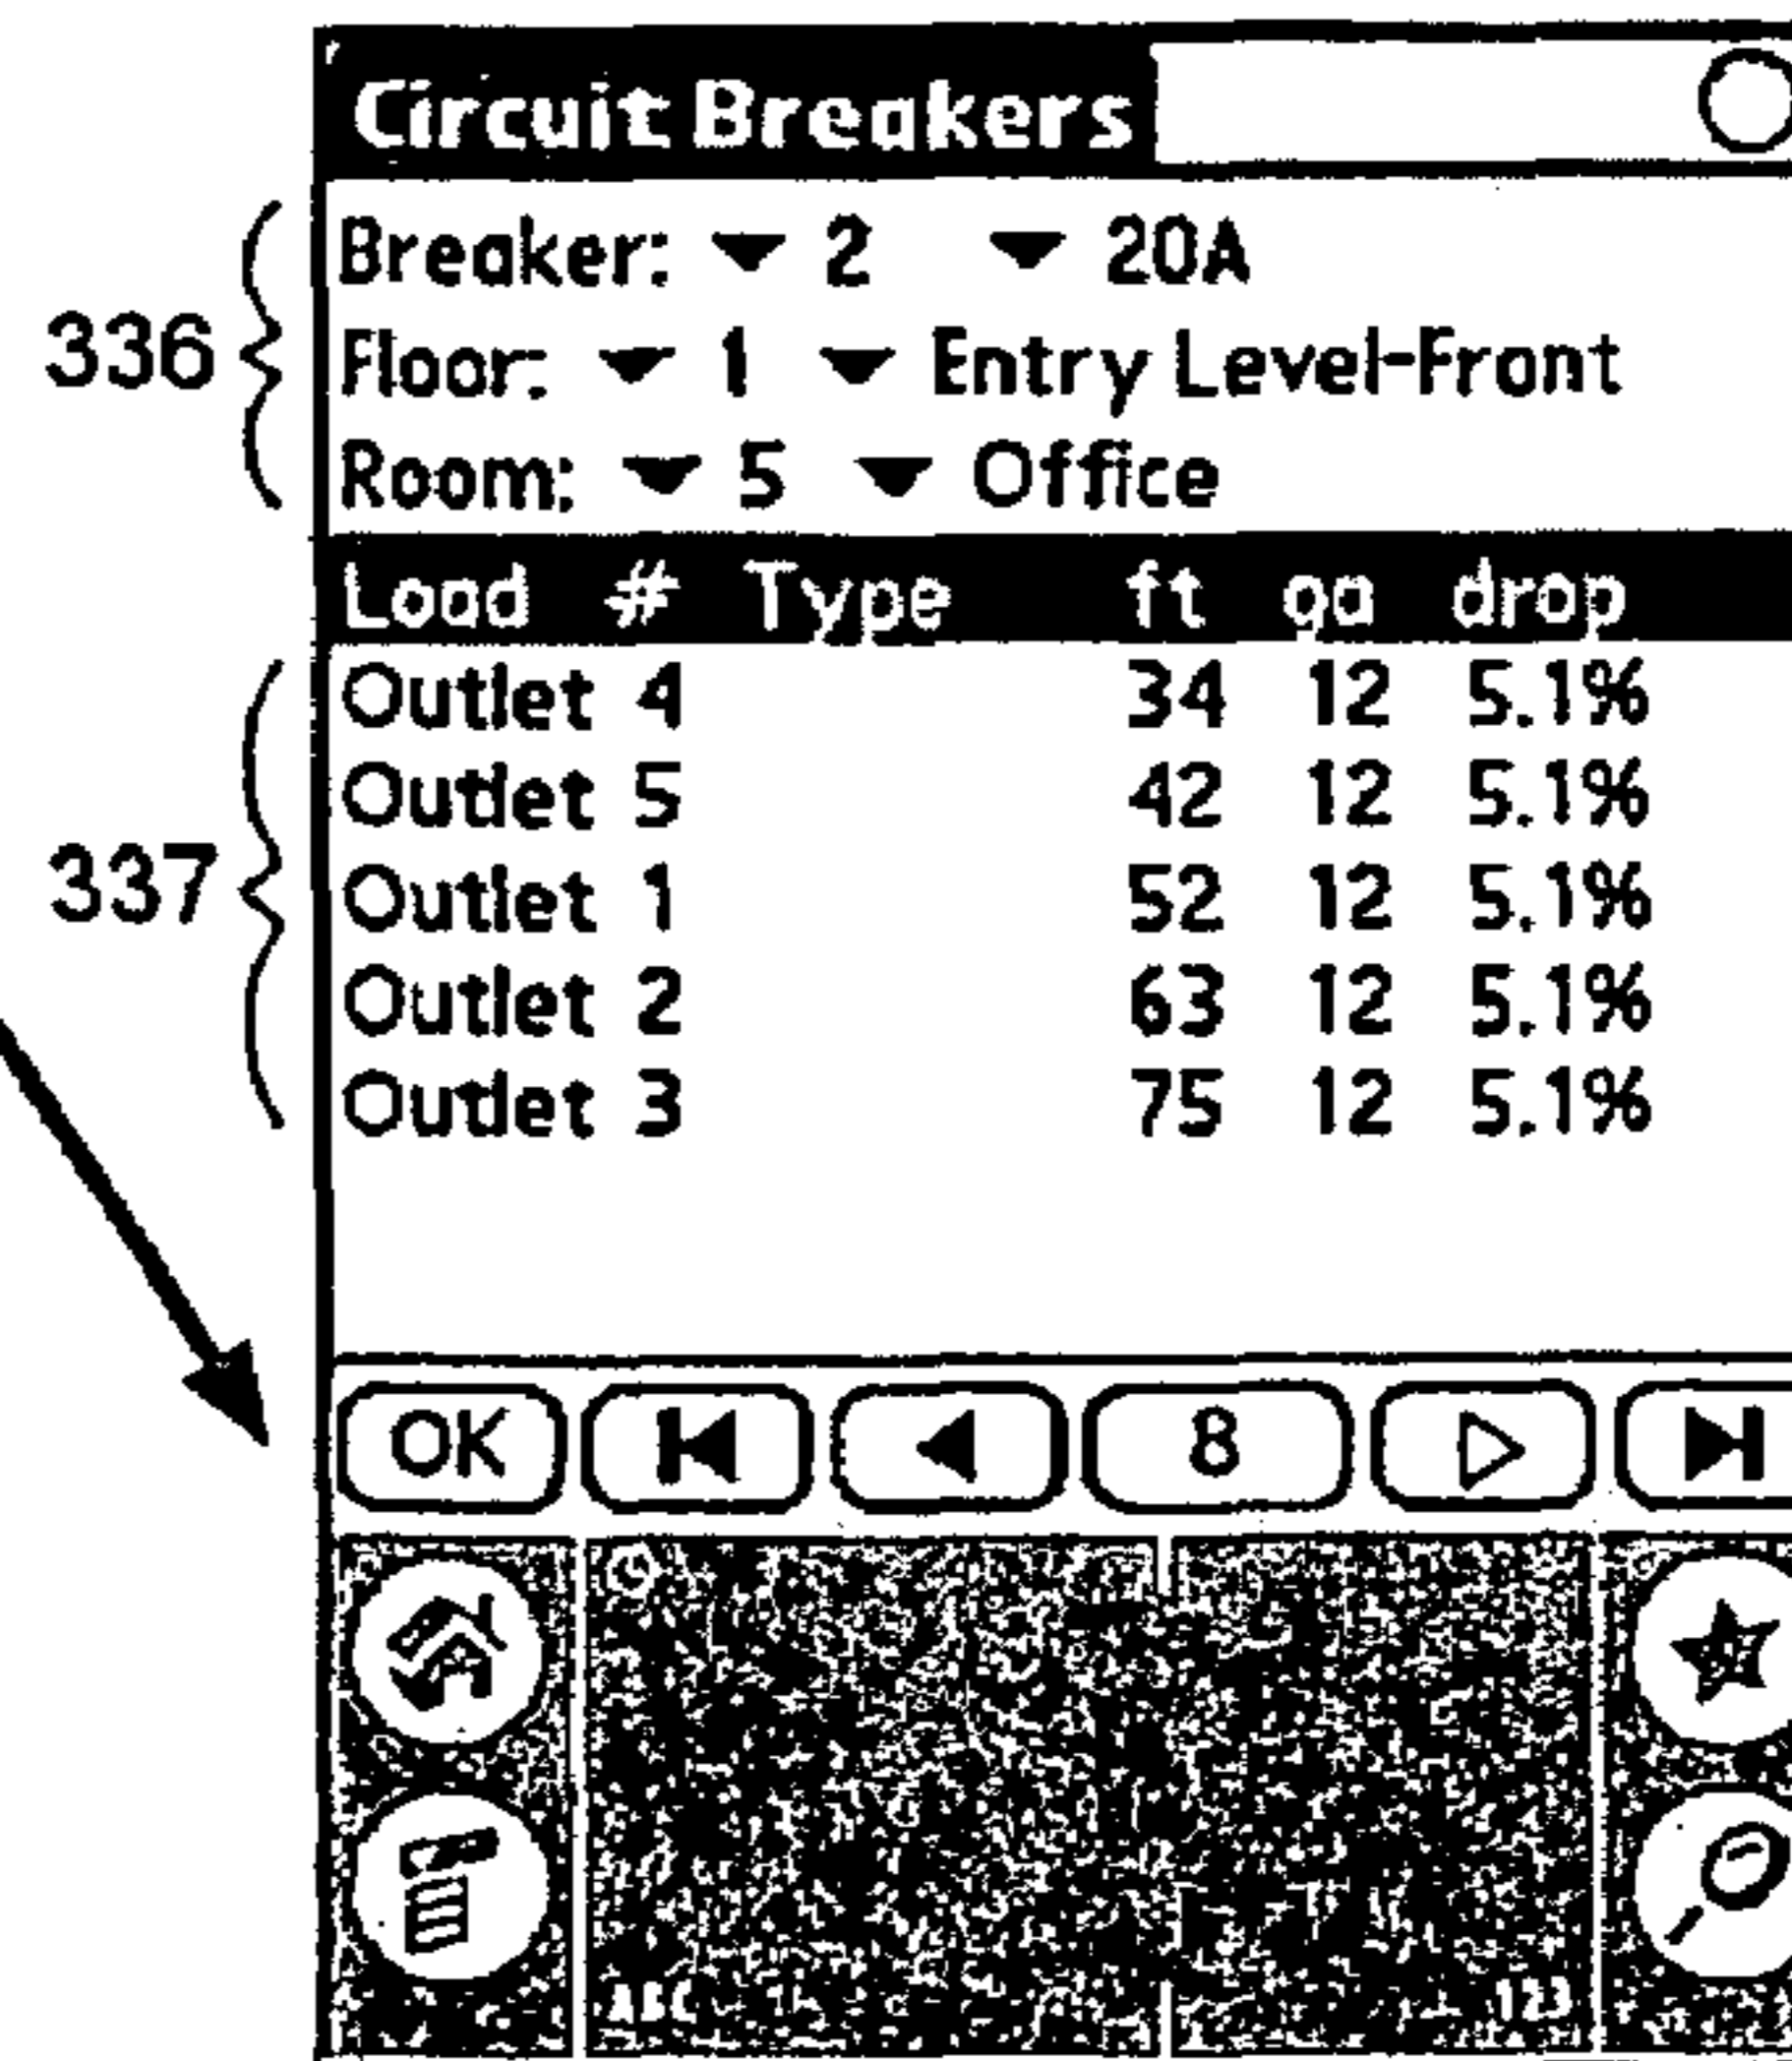 Circuit Breakers
Breaker: 2 20A
336
Floor: 1 Entry Level-Front
Room: 5 Office
Load # Type ft ga drop
Outlet 4 34 12 5.1%
Outlet 5 42 12 5.1%
337
Outlet 1 52 12 5.1%
Outlet 2 63 12 5.1%
Outlet 3 75 12 5.1%
OK 8
ABC 123